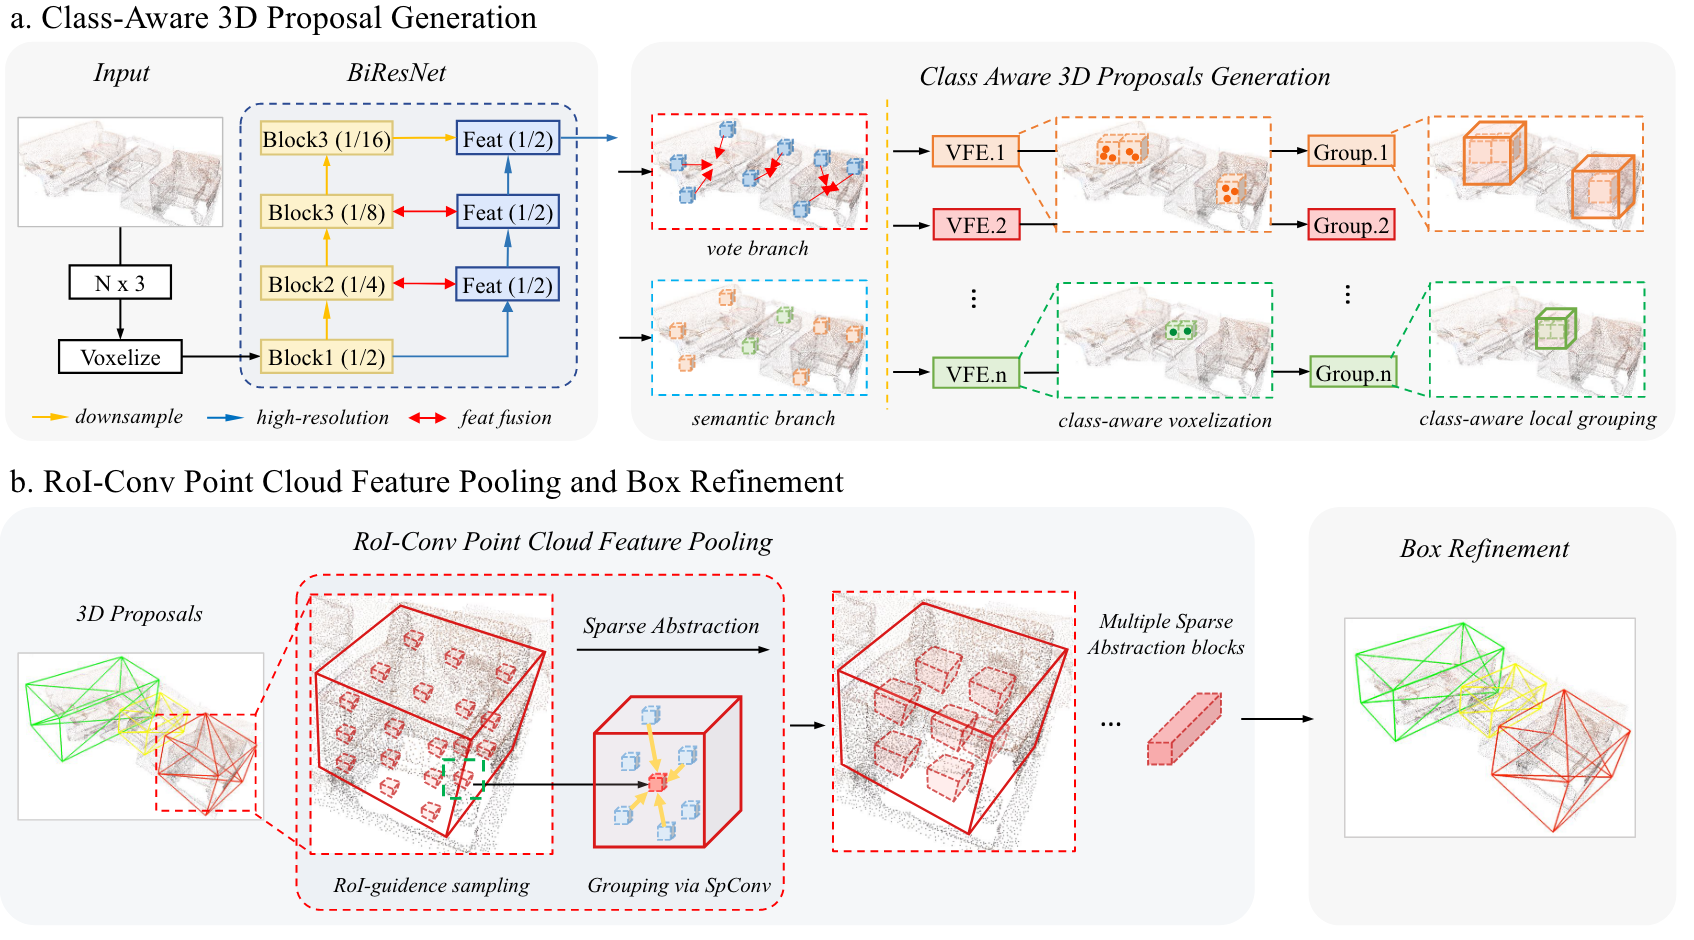 a. Class-Aware 3D Proposal Generation
Input
BiResNet
Class Aware 3D Proposals Generation
N x 3
Voxelize
Block3 (1/16)
Feat (1/2)
Block3 (1/8)
Feat (1/2)
Block2 (1/4)
Feat (1/2)
Block1 (1/2)
downsample
high-resolution
feat fusion
vote branch
semantic branch
VFE.1
VFE.2
⋮
VFE.n
class-aware voxelization
Group.1
Group.2
⋮
Group.n
class-aware local grouping
b. RoI-Conv Point Cloud Feature Pooling and Box Refinement
RoI-Conv Point Cloud Feature Pooling
3D Proposals
Sparse Abstraction
RoI-guidence sampling
Grouping via SpConv
Multiple Sparse
Abstraction blocks
...
Box Refinement